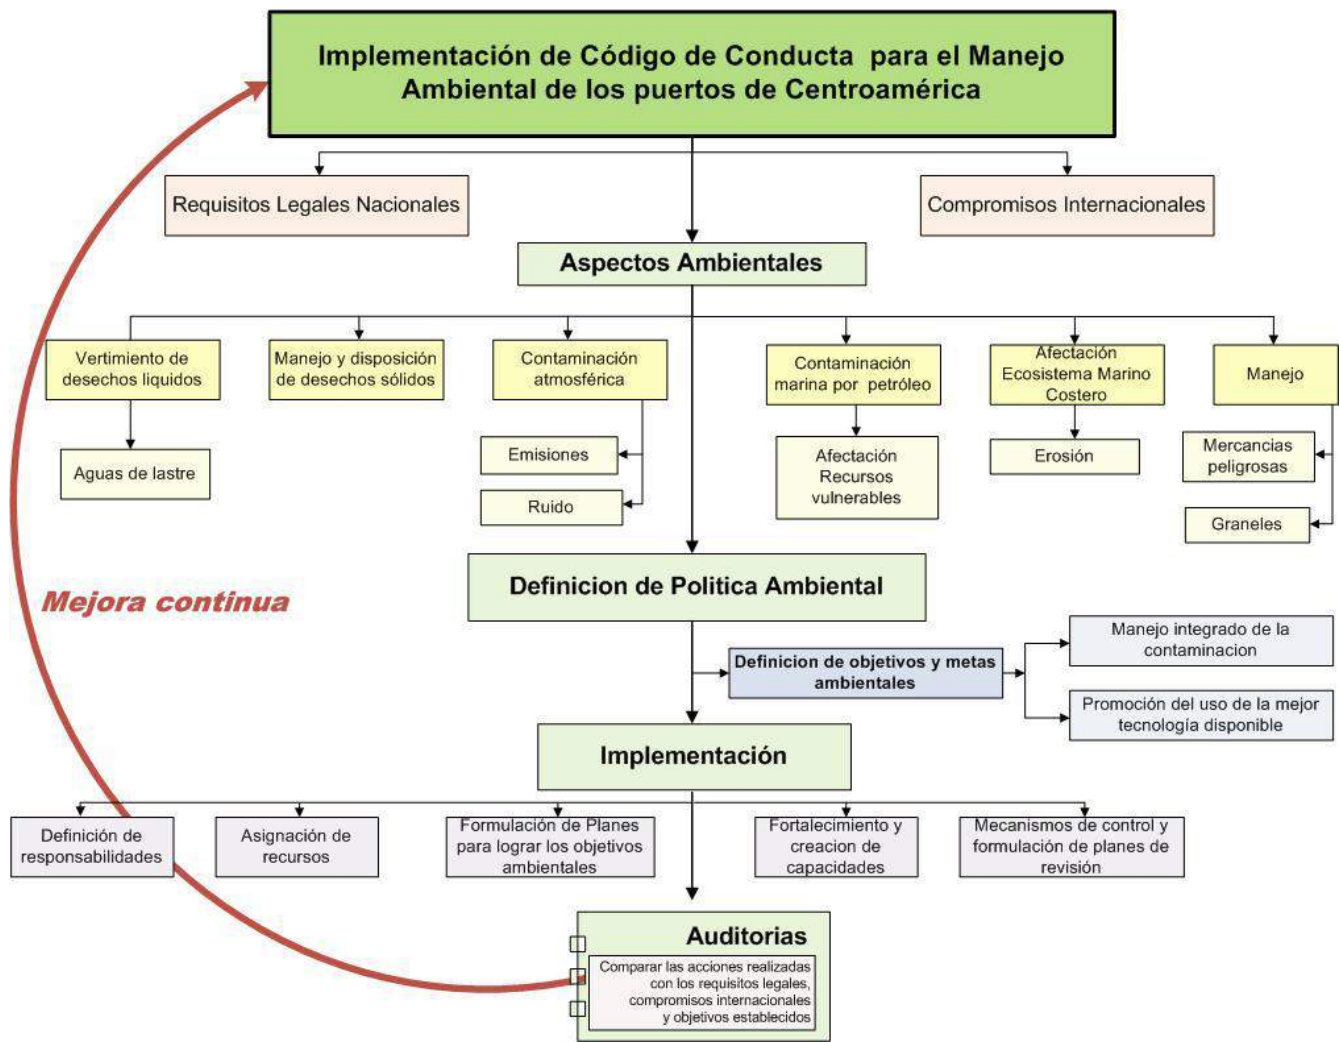 Implementación de Código de Conducta para el Manejo
Ambiental de los puertos de Centroamérica
Requisitos Legales Nacionales
Compromisos Internacionales
Aspectos Ambientales
Vertimiento de
desechos liquidos
Manejo y disposición
de desechos sólidos
Contaminación
atmosférica
Contaminación
marina por petróleo
Afectación
Ecosistema Marino
Costero
Manejo
Aguas de lastre
Emisiones
Ruido
Afectación
Recursos
vulnerables
Erosión
Mercancias
peligrosas
Graneles
Definicion de Politica Ambiental
Mejora continua
Definicion de objetivos y metas
ambientales
Manejo integrado de la
contaminacion
Promoción del uso de la mejor
tecnología disponible
Implementación
Definición de
responsabilidades
Asignación de
recursos
Formulación de Planes
para lograr los objetivos
ambientales
Fortalecimiento y
creacion de
capacidades
Mecanismos de control y
formulación de planes de
revisión
Auditorias
Comparar las acciones realizadas
con los requisitos legales,
compromisos internacionales
y objetivos establecidos